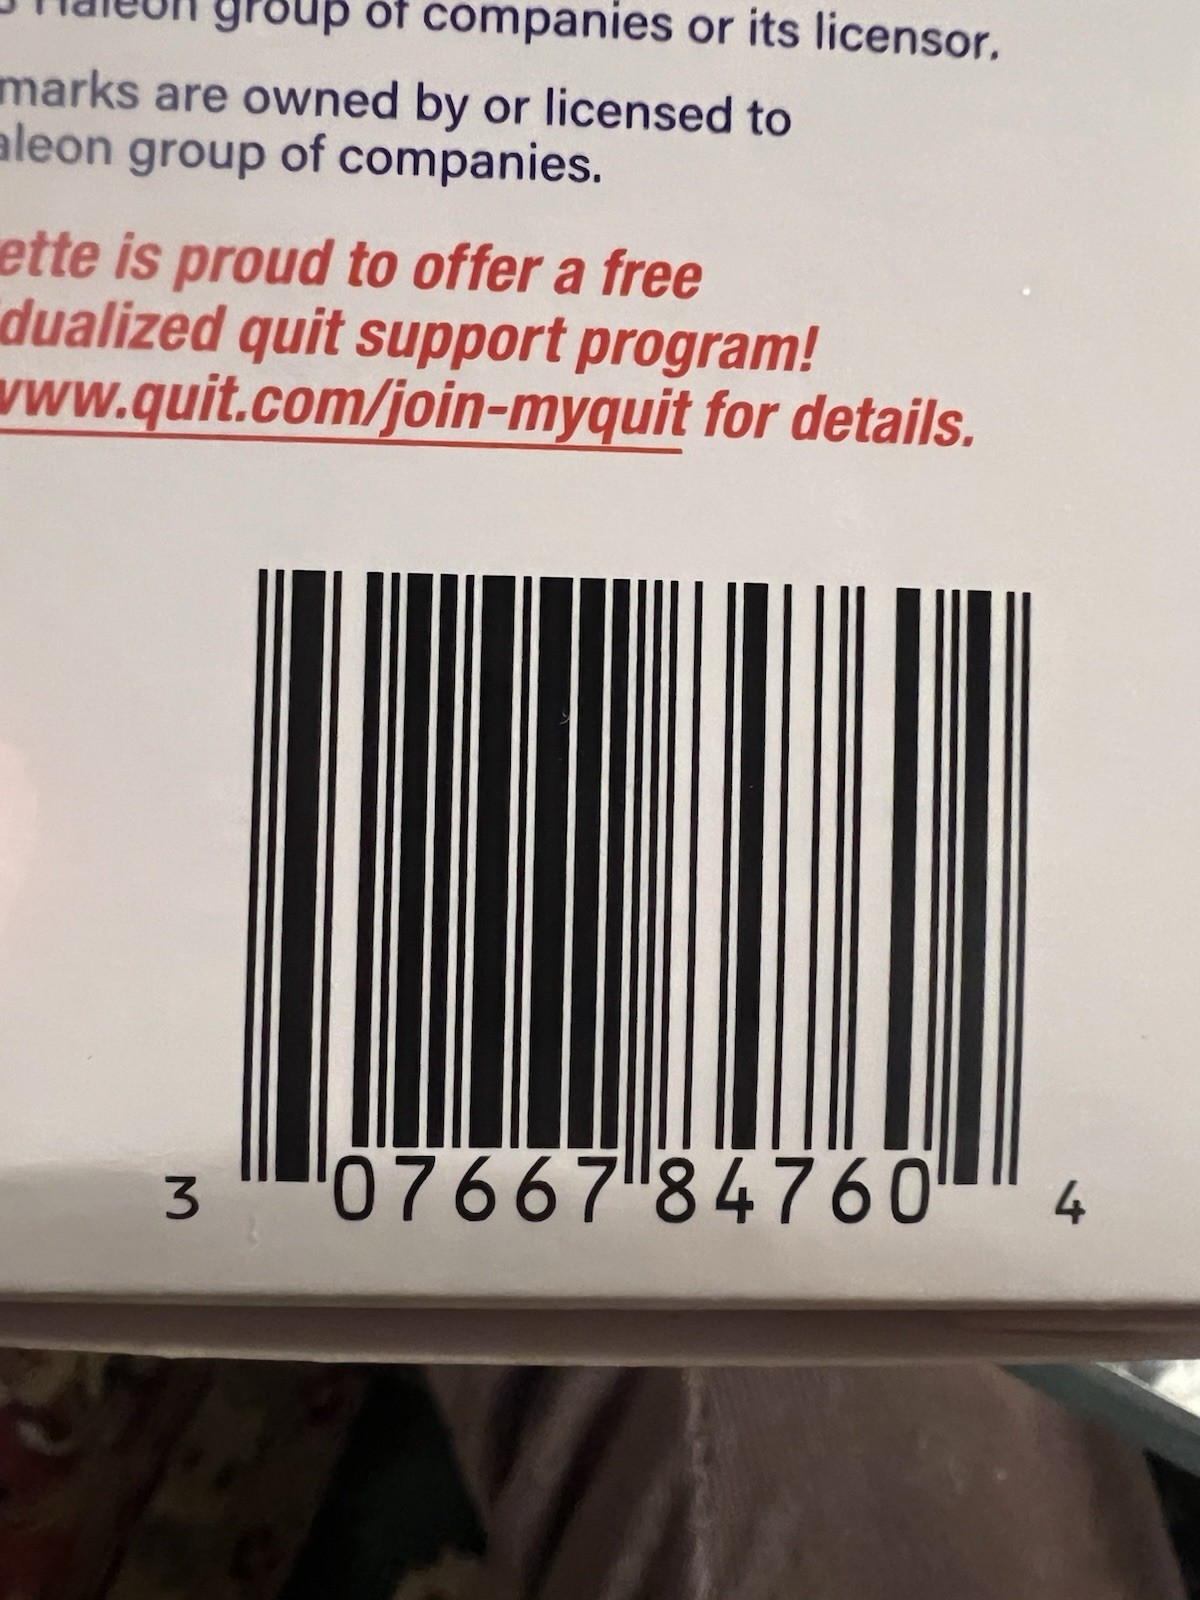 Haleon group of companies or its licensor.
marks are owned by or licensed to
aleon group of companies.
ette is proud to offer a free
dualized quit support program!
www.quit.com/join-myquit for details.
3 07667 84760 4